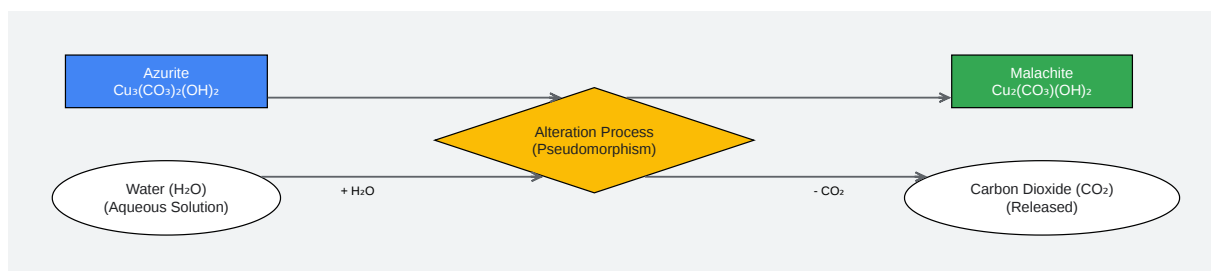 Azurite
Cu₃(CO₃)₂(OH)₂
Malachite
Cu₂(CO₃)(OH)₂
Alteration Process
(Pseudomorphism)
Water (H₂O)
(Aqueous Solution)
+ H₂O
- CO₂
Carbon Dioxide (CO₂)
(Released)